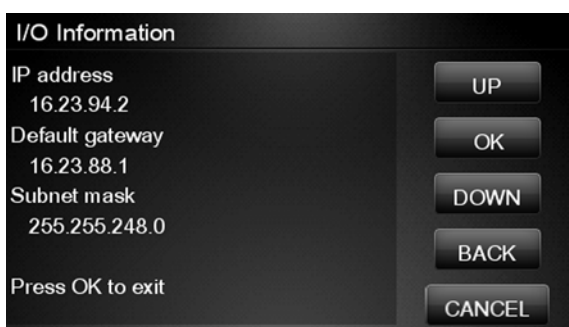 I/O Information
IP address
16.23.94.2
Default gateway
16.23.88.1
Subnet mask
255.255.248.0
Press OK to exit
UP
OK
DOWN
BACK
CANCEL